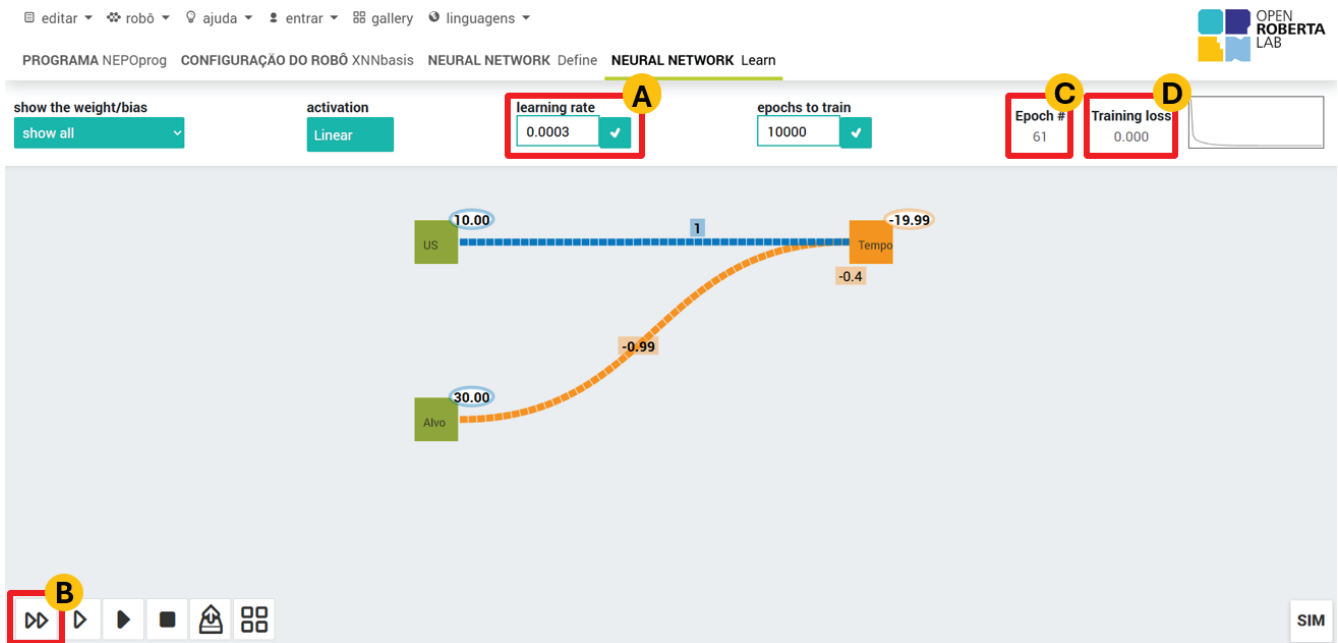 editar robô ajuda entrar gallery linguagens
OPEN
ROBERTA
LAB
PROGRAMA NEPOprog CONFIGURAÇÃO DO ROBÔ XNNbasis NEURAL NETWORK Define NEURAL NETWORK Learn
A
C
D
show the weight/bias activation learning rate epochs to train Epoch # Training loss
show all Linear 0.0003 10000 61 0.000
10.00 1 -19.99
US Tempo
-0.4
-0.99
30.00
Alvo
B
SIM